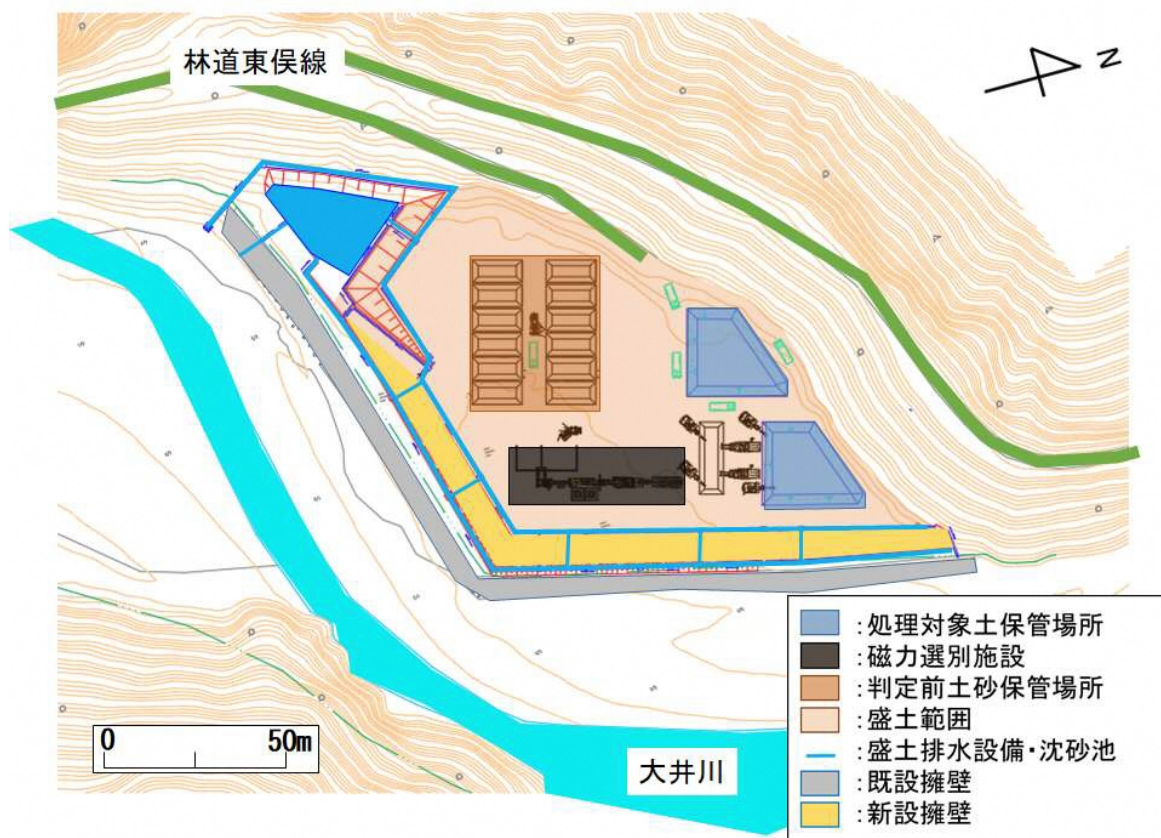 林道東俣線
N
0 50m
大井川
:処理対象土保管場所
:磁力選別施設
:判定前土砂保管場所
:盛土範囲
:盛土排水設備・沈砂池
:既設擁壁
:新設擁壁